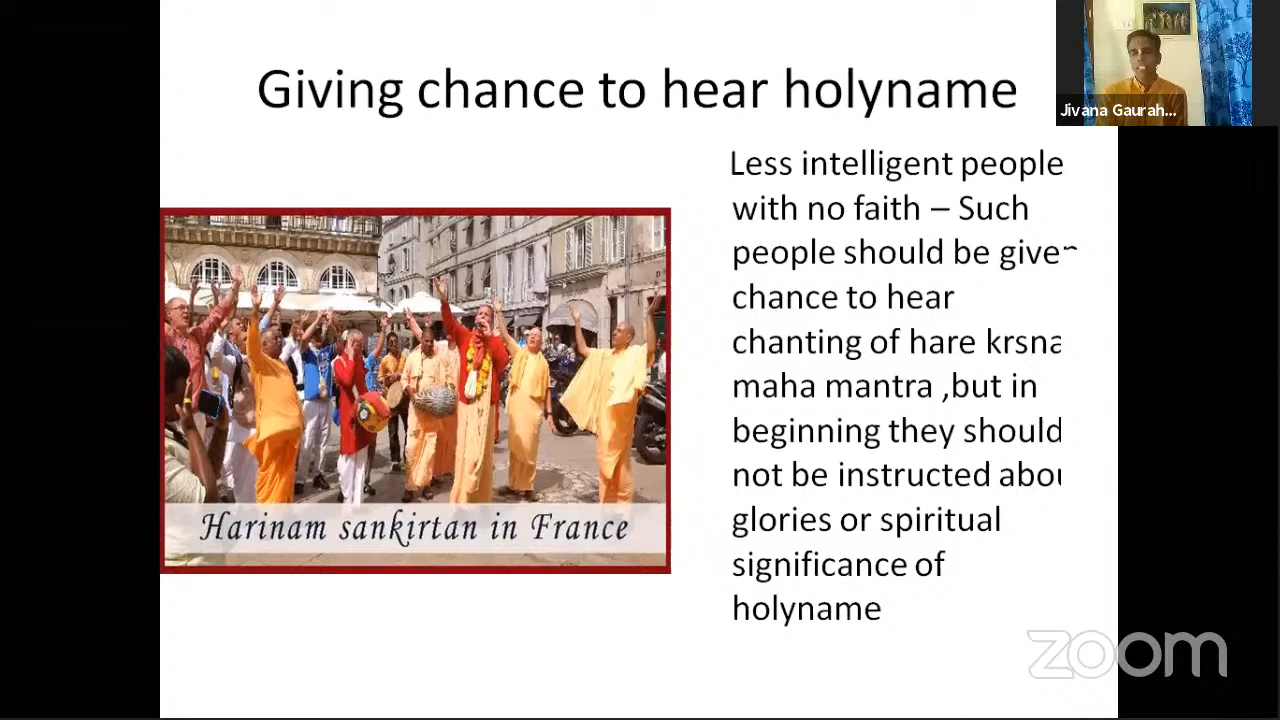 Giving chance to hear holyname
Jivana Gaurah...
Less intelligent people
with no faith – Such
people should be given
chance to hear
chanting of hare krsna
maha mantra ,but in
beginning they should
not be instructed abou
glories or spiritual
significance of
holyname
Harinam sankirtan in France
zoom